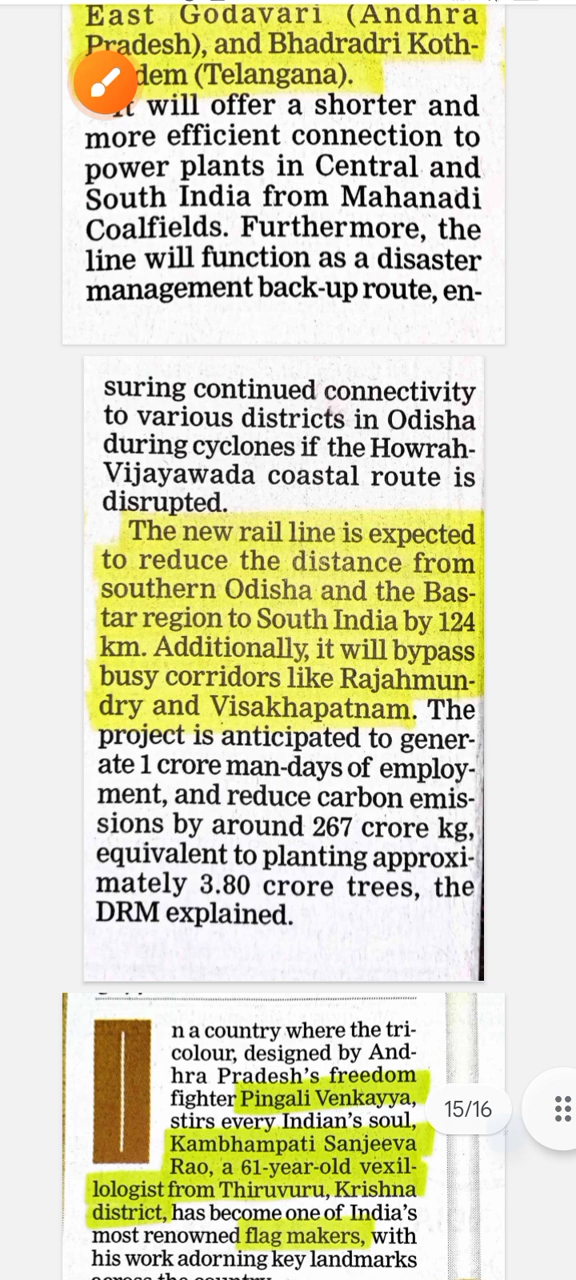 East Godavari (Andhra
Pradesh), and Bhadradri Koth-
dem (Telangana).
It will offer a shorter and
more efficient connection to
power plants in Central and
South India from Mahanadi
Coalfields. Furthermore, the
line will function as a disaster
management back-up route, en-
suring continued connectivity
to various districts in Odisha
during cyclones if the Howrah-
Vijayawada coastal route is
disrupted.
The new rail line is expected
to reduce the distance from
southern Odisha and the Bas-
tar region to South India by 124
km. Additionally, it will bypass
busy corridors like Rajahmun-
dry and Visakhapatnam. The
project is anticipated to gener-
ate 1 crore man-days of employ-
ment, and reduce carbon emis-
sions by around 267 crore kg,
equivalent to planting approxi-
mately 3.80 crore trees, the
DRM explained.
In a country where the tri-
colour, designed by And-
hra Pradesh's freedom
fighter Pingali Venkayya,
stirs every Indian's soul,
Kambhampati Sanjeeva
Rao, a 61-year-old vexil-
lologist from Thiruvuru, Krishna
district, has become one of India's
most renowned flag makers, with
his work adorning key landmarks
across the country.
15/16